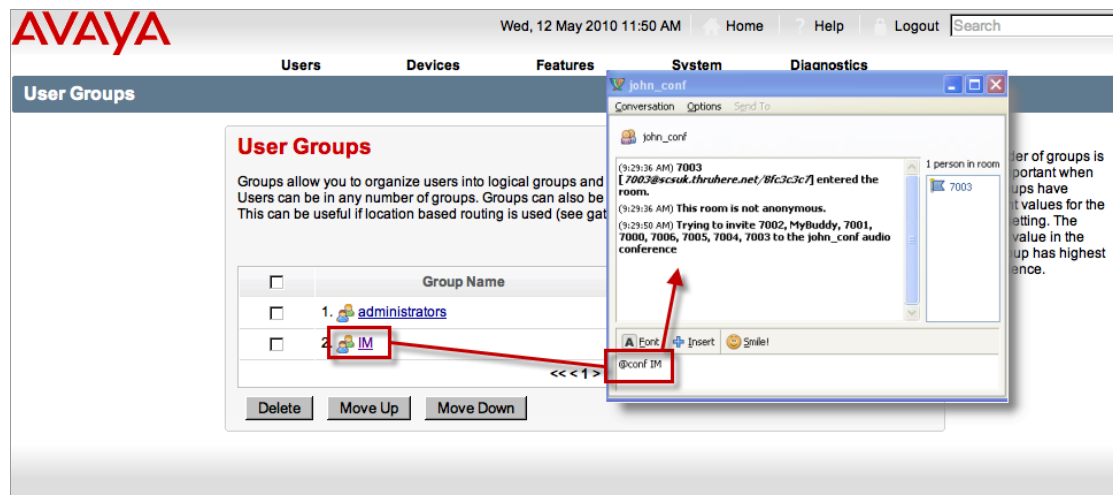 AVAYA
Wed, 12 May 2010 11:50 AM Home ? Help Logout Search
Users Devices Features System Diagnostics
User Groups
User Groups
Groups allow you to organize users into logical groups and
Users can be in any number of groups. Groups can also be
This can be useful if location based routing is used (see gat
Group Name
1. administrators
2. IM
<< < 1 >
Delete Move Up Move Down
john_conf
Conversation Options Send To
john_conf
(9:29:36 AM) 7003
[7003@scsuk.thruhere.net/8fc3c3c7] entered the
room.
(9:29:36 AM) This room is not anonymous.
(9:29:50 AM) Trying to invite 7002, MyBuddy, 7001,
7000, 7006, 7005, 7004, 7003 to the john_conf audio
conference
1 person in room
7003
A Font Insert Smile!
@conf IM
der of groups is
portant when
ups have
nt values for the
etting. The
value in the
up has highest
ence.